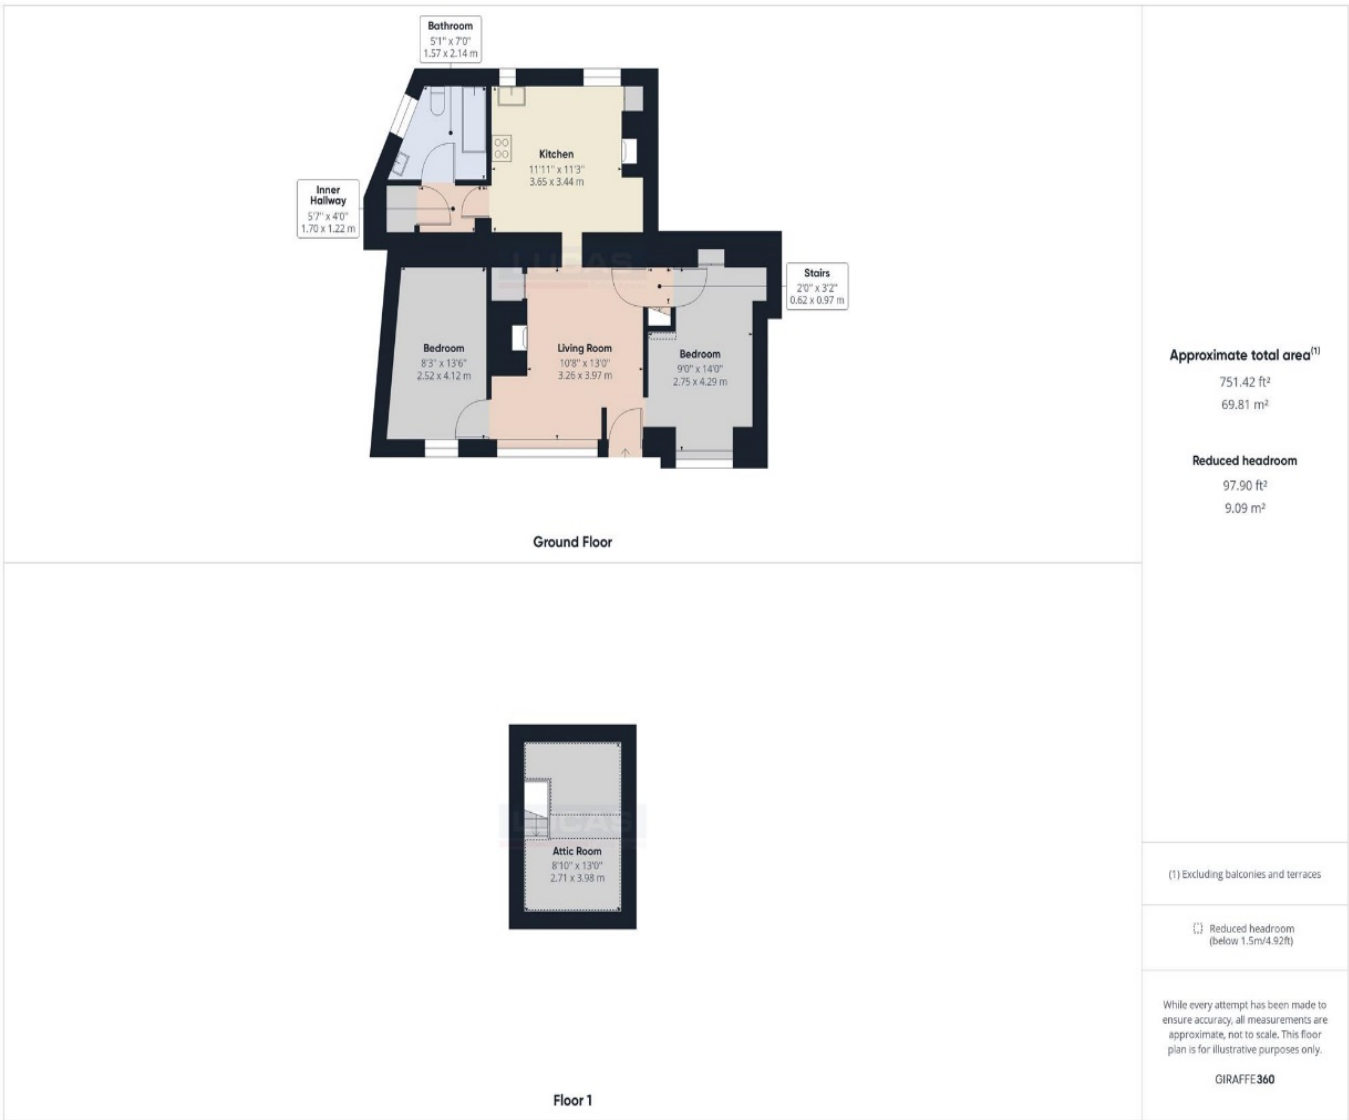 Bathroom
5'1" x 7'0"
1.57 x 2.14 m
Kitchen
11'11" x 11'3"
3.65 x 3.44 m
Inner
Hallway
5'7" x 4'0"
1.70 x 1.22 m
LUCAS
Stairs
2'0" x 3'2"
0.62 x 0.97 m
Bedroom
8'3" x 13'6"
2.52 x 4.12 m
Living Room
10'8" x 13'0"
3.26 x 3.97 m
Bedroom
9'0" x 14'0"
2.75 x 4.29 m
Ground Floor
LUCAS
Attic Room
8'10" x 13'0"
2.71 x 3.98 m
Floor 1
Approximate total area(1)
751.42 ft²
69.81 m²
Reduced headroom
97.90 ft²
9.09 m²
(1) Excluding balconies and terraces
Reduced headroom
(below 1.5m/4.92ft)
While every attempt has been made to
ensure accuracy, all measurements are
approximate, not to scale. This floor
plan is for illustrative purposes only.
GIRAFFE360